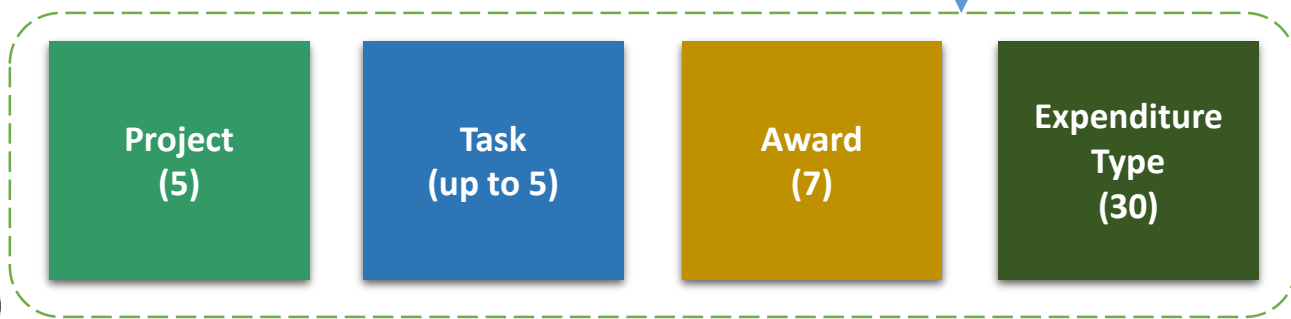 Project
(5)
Task
(up to 5)
Award
(7)
Expenditure
Type
(30)